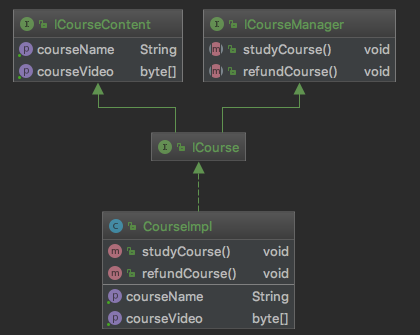 ICourseContent
courseName String
courseVideo byte[]
ICourseManager
studyCourse() void
refundCourse() void
ICourse
CourseImpl
studyCourse() void
refundCourse() void
courseName String
courseVideo byte[]